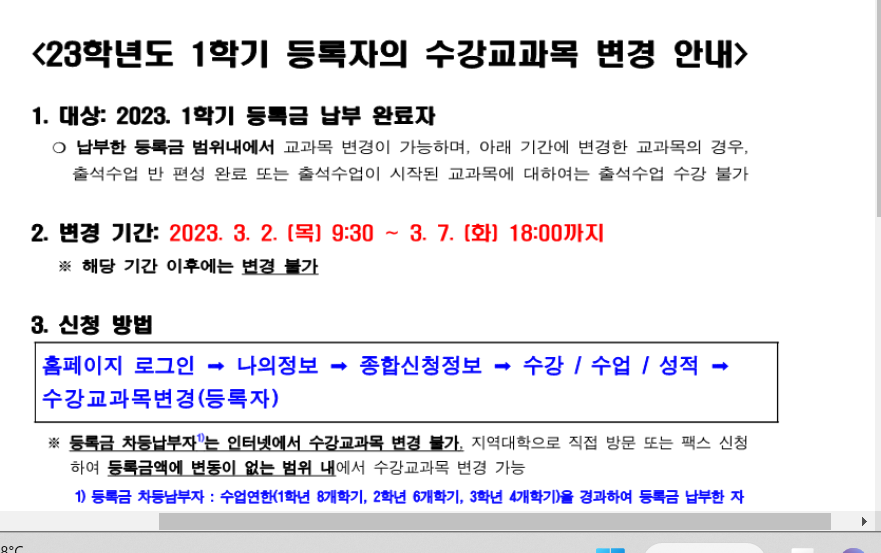 <23학년도 1학기 등록자의 수강교과목 변경 안내>
1. 대상: 2023. 1학기 등록금 납부 완료자
❍ 납부한 등록금 범위내에서 교과목 변경이 가능하며, 아래 기간에 변경한 교과목의 경우,
출석수업 반 편성 완료 또는 출석수업이 시작된 교과목에 대하여는 출석수업 수강 불가
2. 변경 기간: 2023. 3. 2. (목) 9:30 ~ 3. 7. (화) 18:00까지
※ 해당 기간 이후에는 변경 불가
3. 신청 방법
홈페이지 로그인 ➡ 나의정보 ➡ 종합신청정보 ➡ 수강 / 수업 / 성적 ➡
수강교과목변경(등록자)
※ 등록금 차등납부자1)는 인터넷에서 수강교과목 변경 불가. 지역대학으로 직접 방문 또는 팩스 신청
하여 등록금액에 변동이 없는 범위 내에서 수강교과목 변경 가능
1) 등록금 차등납부자 : 수업연한(1학년 8개학기, 2학년 6개학기, 3학년 4개학기)을 경과하여 등록금 납부한 자
8°C